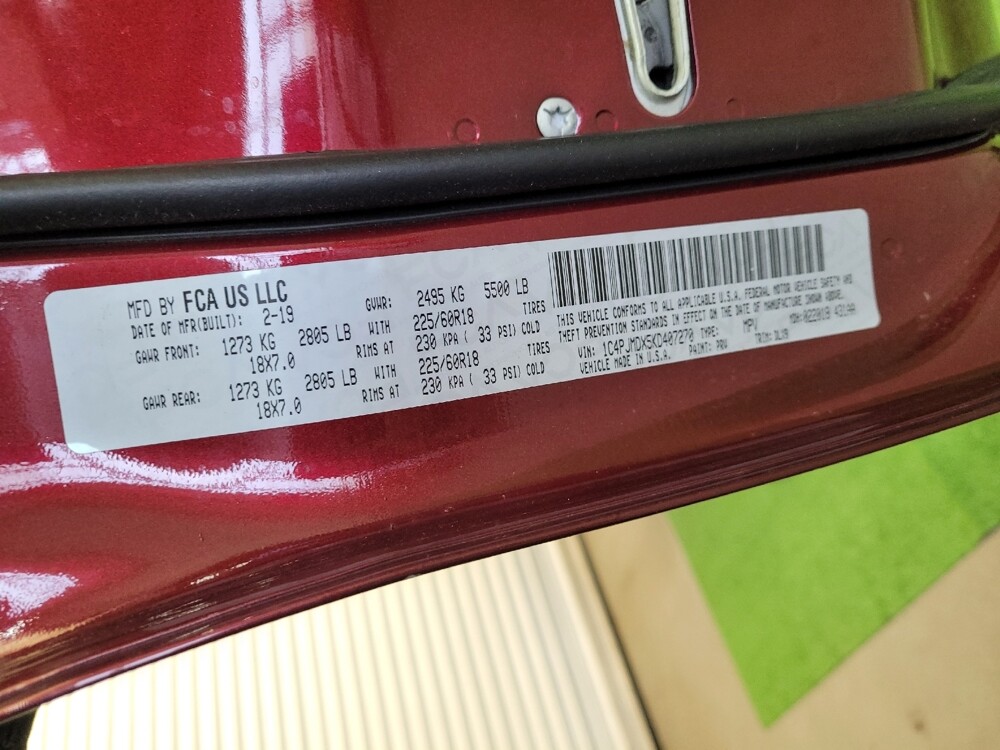 MFD BY FCA US LLC
DATE OF MFR(BUILT): 2-19 GVWR: 2495 KG 5500 LB
GAWR FRONT: 1273 KG 2805 LB WITH 225/60R18 TIRES
18X7.0 RIMS AT 230 KPA ( 33 PSI) COLD
GAWR REAR: 1273 KG 2805 LB WITH 225/60R18 TIRES
18X7.0 RIMS AT 230 KPA ( 33 PSI) COLD
THIS VEHICLE CONFORMS TO ALL APPLICABLE U.S.A. FEDERAL MOTOR VEHICLE SAFETY AND
THEFT PREVENTION STANDARDS IN EFFECT ON THE DATE OF MANUFACTURE SHOWN ABOVE.
VIN: 1C4PJMDX5KD407270 TYPE: MPV MDH:
VEHICLE MADE IN U.S.A. PAINT: PRV TRIM: